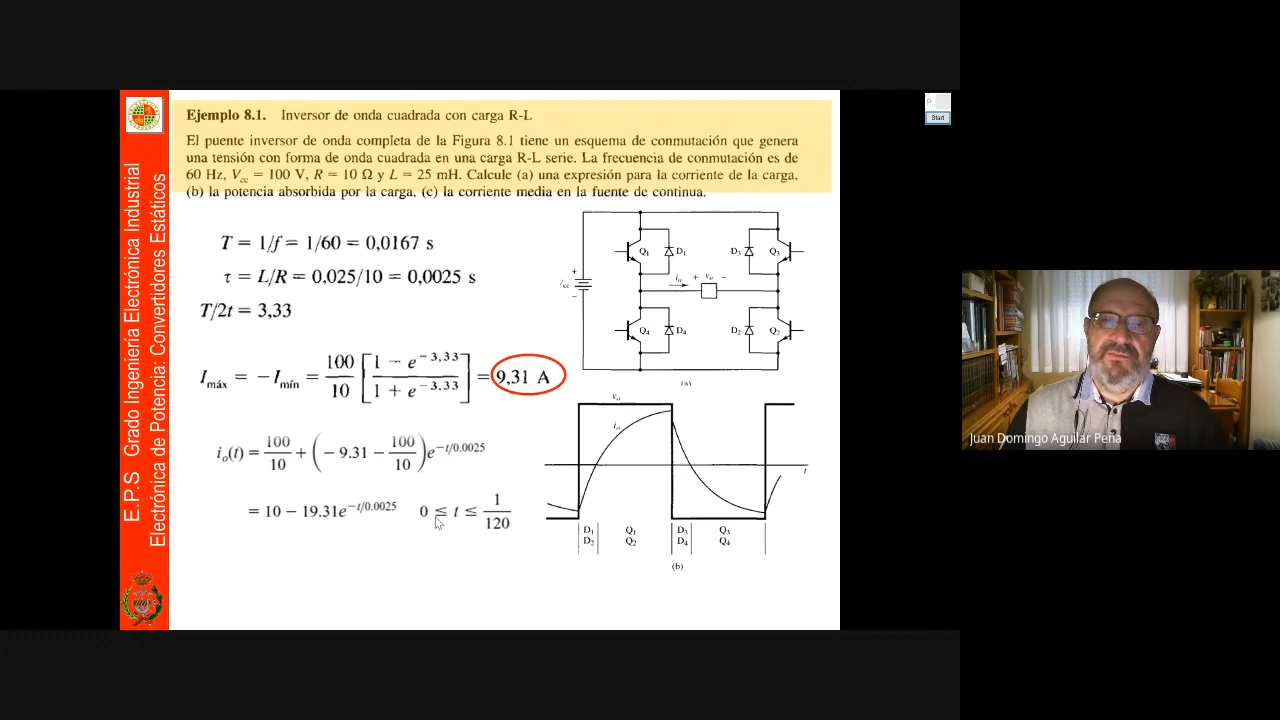 Ejemplo 8.1. Inversor de onda cuadrada con carga R-L
El puente inversor de onda completa de la Figura 8.1 tiene un esquema de conmutación que genera
una tensión con forma de onda cuadrada en una carga R-L serie. La frecuencia de conmutación es de
60 Hz, Vcc = 100 V, R = 10 Ω y L = 25 mH. Calcule (a) una expresión para la corriente de la carga,
(b) la potencia absorbida por la carga, (c) la corriente media en la fuente de continua.
T = 1/f = 1/60 = 0,0167 s
τ = L/R = 0,025/10 = 0,0025 s
T/2t = 3,33
Imáx = −Imín = 100/10 [1 − e^−3,33 / 1 + e^−3,33] = 9,31 A
io(t) = 100/10 + (−9.31 − 100/10) e^−t/0.0025
= 10 − 19.31e^−t/0.0025 0 ≤ t ≤ 1/120
E.P.S Grado Ingeniería Electrónica Industrial
Electrónica de Potencia: Convertidores Estáticos
Q1 D1 D3 Q3
+ io + vo −
−
Q4 D4 D2 Q2
(a)
vo
io
t
D1 Q1 D3 Q3
D2 Q2 D4 Q4
(b)
P..
Start
Juan Domingo Aguilar Peña